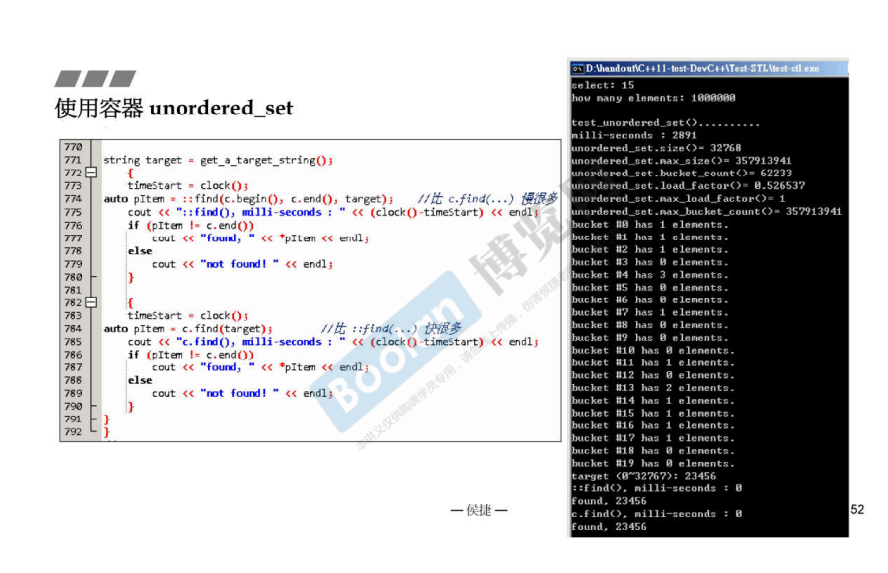 使用容器 unordered_set
770
771 string target = get_a_target_string();
772 {
773 timeStart = clock();
774 auto pItem = ::find(c.begin(), c.end(), target); //比 c.find(...) 慢很多
775 cout << "::find(), milli-seconds : " << (clock()-timeStart) << endl;
776 if (pItem != c.end())
777 cout << "found, " << *pItem << endl;
778 else
779 cout << "not found! " << endl;
780 }
781
782 {
783 timeStart = clock();
784 auto pItem = c.find(target); //比 ::find(...) 快很多
785 cout << "c.find(), milli-seconds : " << (clock()-timeStart) << endl;
786 if (pItem != c.end())
787 cout << "found, " << *pItem << endl;
788 else
789 cout << "not found! " << endl;
790 }
791 }
792 }
D:\handout\C++11-test-DevC++\Test-STL\test-stl.exe
select: 15
how many elements: 1000000
test_unordered_set()..........
milli-seconds : 2891
unordered_set.size()= 32768
unordered_set.max_size()= 357913941
unordered_set.bucket_count()= 62233
unordered_set.load_factor()= 0.526537
unordered_set.max_load_factor()= 1
unordered_set.max_bucket_count()= 357913941
bucket #0 has 1 elements.
bucket #1 has 1 elements.
bucket #2 has 1 elements.
bucket #3 has 0 elements.
bucket #4 has 3 elements.
bucket #5 has 0 elements.
bucket #6 has 0 elements.
bucket #7 has 1 elements.
bucket #8 has 0 elements.
bucket #9 has 0 elements.
bucket #10 has 0 elements.
bucket #11 has 1 elements.
bucket #12 has 0 elements.
bucket #13 has 2 elements.
bucket #14 has 1 elements.
bucket #15 has 1 elements.
bucket #16 has 1 elements.
bucket #17 has 1 elements.
bucket #18 has 0 elements.
bucket #19 has 0 elements.
target (0~32767): 23456
::find(), milli-seconds : 0
found, 23456
c.find(), milli-seconds : 0
found, 23456
Boolan 博览
— 侯捷 —
52